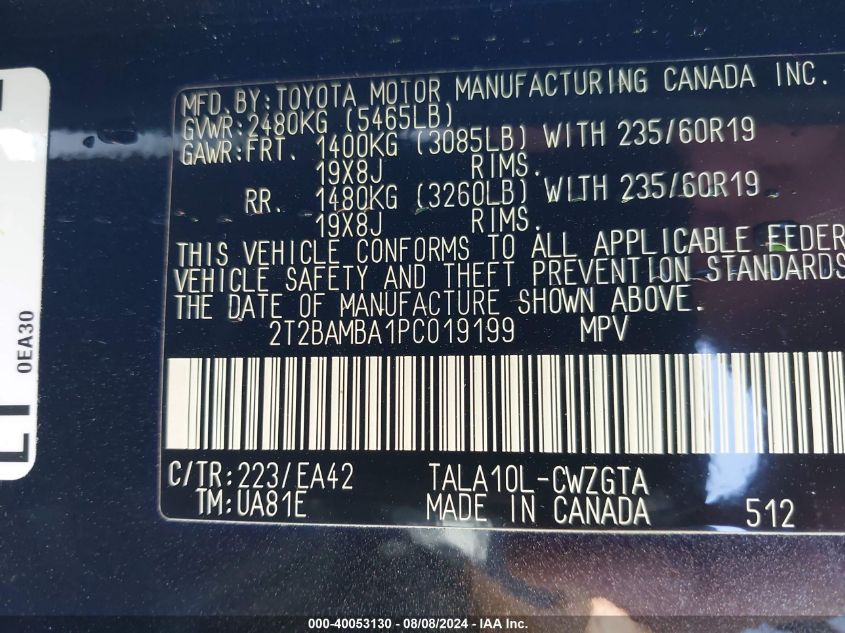 MFD.BY:TOYOTA MOTOR MANUFACTURING CANADA INC.
GVWR:2480KG (5465LB)
GAWR:FRT. 1400KG (3085LB) WITH 235/60R19
19X8J RIMS.
RR. 1480KG (3260LB) WITH 235/60R19
19X8J RIMS.
THIS VEHICLE CONFORMS TO ALL APPLICABLE FEDER
VEHICLE SAFETY AND THEFT PREVENTION STANDARDS
THE DATE OF MANUFACTURE SHOWN ABOVE.
2T2BAMBA1PC019199 MPV
C/TR:223/EA42 TALA10L-CWZGTA
TM:UA81E MADE IN CANADA 512
0EA30
000-40053130 - 08/08/2024 - IAA Inc.